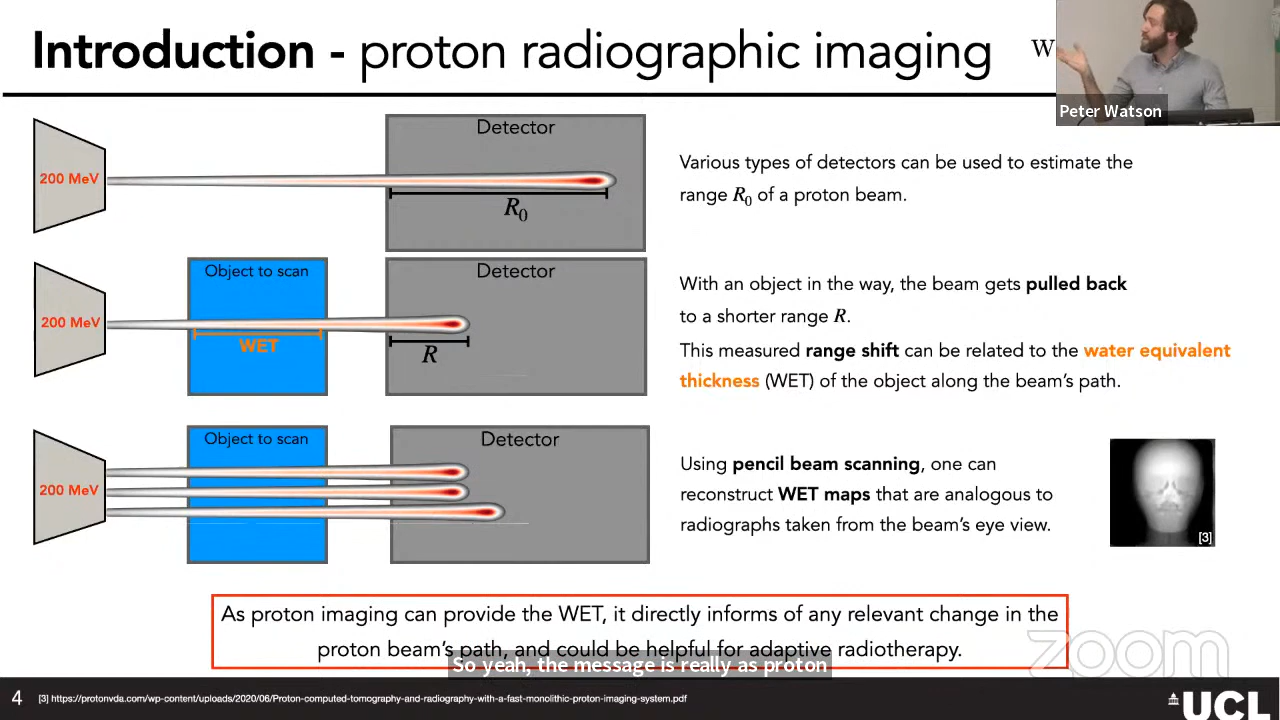 Introduction - proton radiographic imaging
W
Peter Watson
Detector
200 MeV
R₀
Various types of detectors can be used to estimate the
range R₀ of a proton beam.
Object to scan
Detector
200 MeV
WET
R
With an object in the way, the beam gets pulled back
to a shorter range R.
This measured range shift can be related to the water equivalent
thickness (WET) of the object along the beam's path.
Object to scan
Detector
200 MeV
Using pencil beam scanning, one can
reconstruct WET maps that are analogous to
radiographs taken from the beam's eye view.
[3]
As proton imaging can provide the WET, it directly informs of any relevant change in the
proton beam's path, and could be helpful for adaptive radiotherapy.
So yeah, the message is really as proton
zoom
4
[3] https://protonvda.com/wp-content/uploads/2020/06/Proton-computed-tomography-and-radiography-with-a-fast-monolithic-proton-imaging-system.pdf
UCL